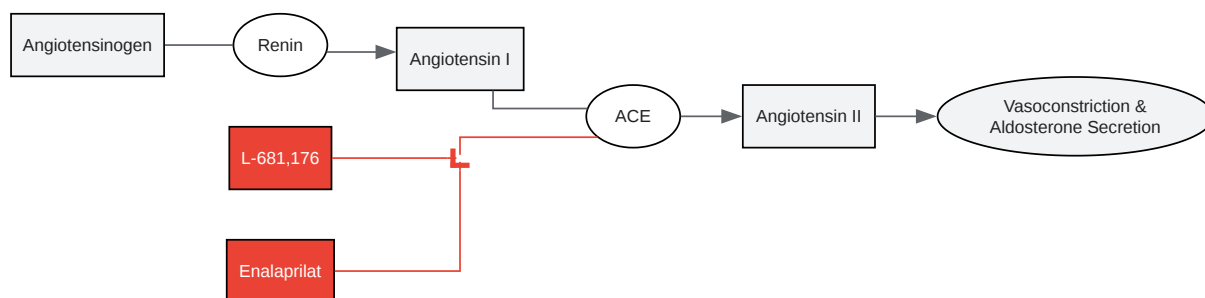 Angiotensinogen
Renin
Angiotensin I
ACE
Angiotensin II
Vasoconstriction &
Aldosterone Secretion
L-681,176
Enalaprilat